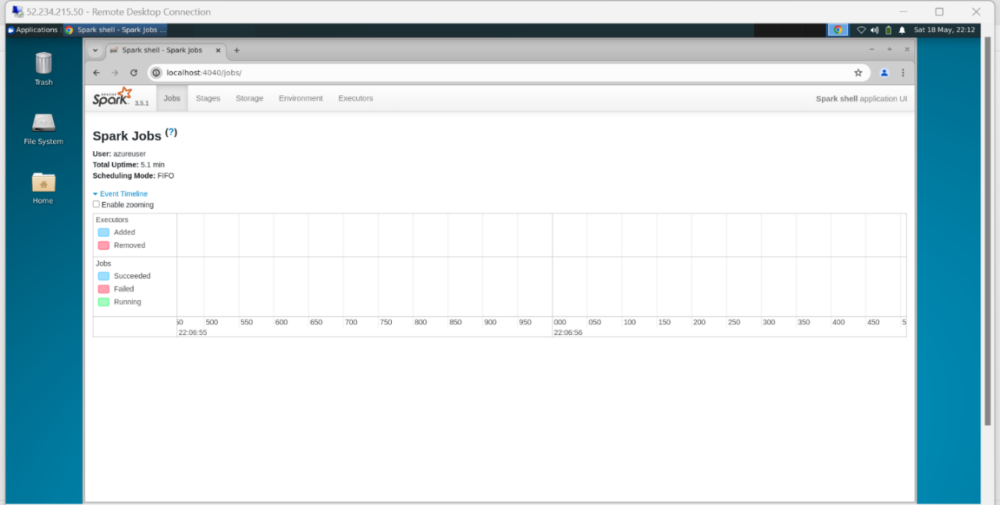 52.234.215.50 - Remote Desktop Connection
Applications : Spark shell - Spark Jobs ... Sat 18 May, 22:12
Spark shell - Spark Jobs
localhost:4040/jobs/
APACHE Spark 3.5.1 Jobs Stages Storage Environment Executors Spark shell application UI
Trash
File System
Home
Spark Jobs (?)
User: azureuser
Total Uptime: 5.1 min
Scheduling Mode: FIFO
Event Timeline
Enable zooming
Executors
Added
Removed
Jobs
Succeeded
Failed
Running
50 500 550 600 650 700 750 800 850 900 950 000 050 100 150 200 250 300 350 400 450 5
22:06:55 22:06:56